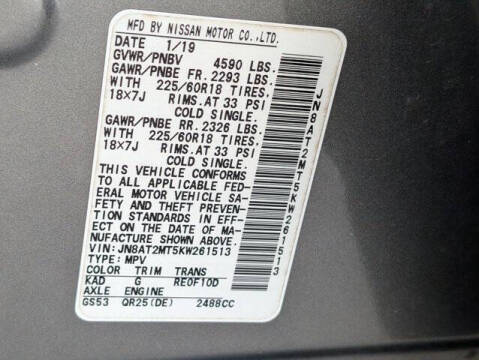 MFD BY NISSAN MOTOR CO.,LTD.
DATE 1/19
GVWR/PNBV 4590 LBS.
GAWR/PNBE FR. 2293 LBS.
WITH 225/60R18 TIRES.
18X7J RIMS. AT 33 PSI
COLD SINGLE.
GAWR/PNBE RR. 2326 LBS.
WITH 225/60R18 TIRES.
18X7J RIMS. AT 33 PSI
COLD SINGLE.
THIS VEHICLE CONFORMS
TO ALL APPLICABLE FED-
ERAL MOTOR VEHICLE SA-
FETY AND THEFT PREVEN-
TION STANDARDS IN EFF-
ECT ON THE DATE OF MA-
NUFACTURE SHOWN ABOVE.
VIN: JN8AT2MT5KW261513
TYPE: MPV
COLOR TRIM TRANS
KAD G RE0F10D
AXLE ENGINE
GS53 QR25(DE) 2488CC
JN8AT2MT5KW261513